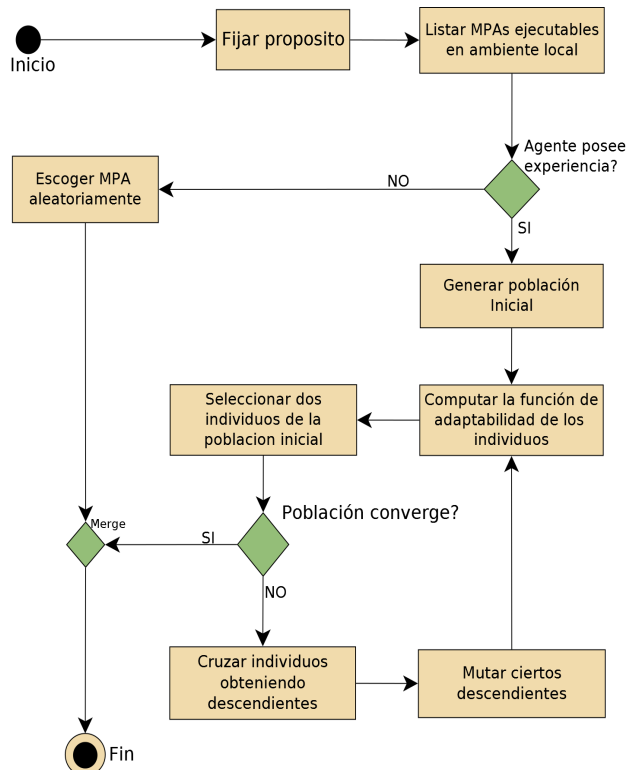 Inicio
Fijar proposito
Listar MPAs ejecutables
en ambiente local
Agente posee
experiencia?
NO
SI
Escoger MPA
aleatoriamente
Generar población
Inicial
Computar la función de
adaptabilidad de los
individuos
Seleccionar dos
individuos de la
poblacion inicial
Población converge?
SI
NO
Merge
Cruzar individuos
obteniendo
descendientes
Mutar ciertos
descendientes
Fin